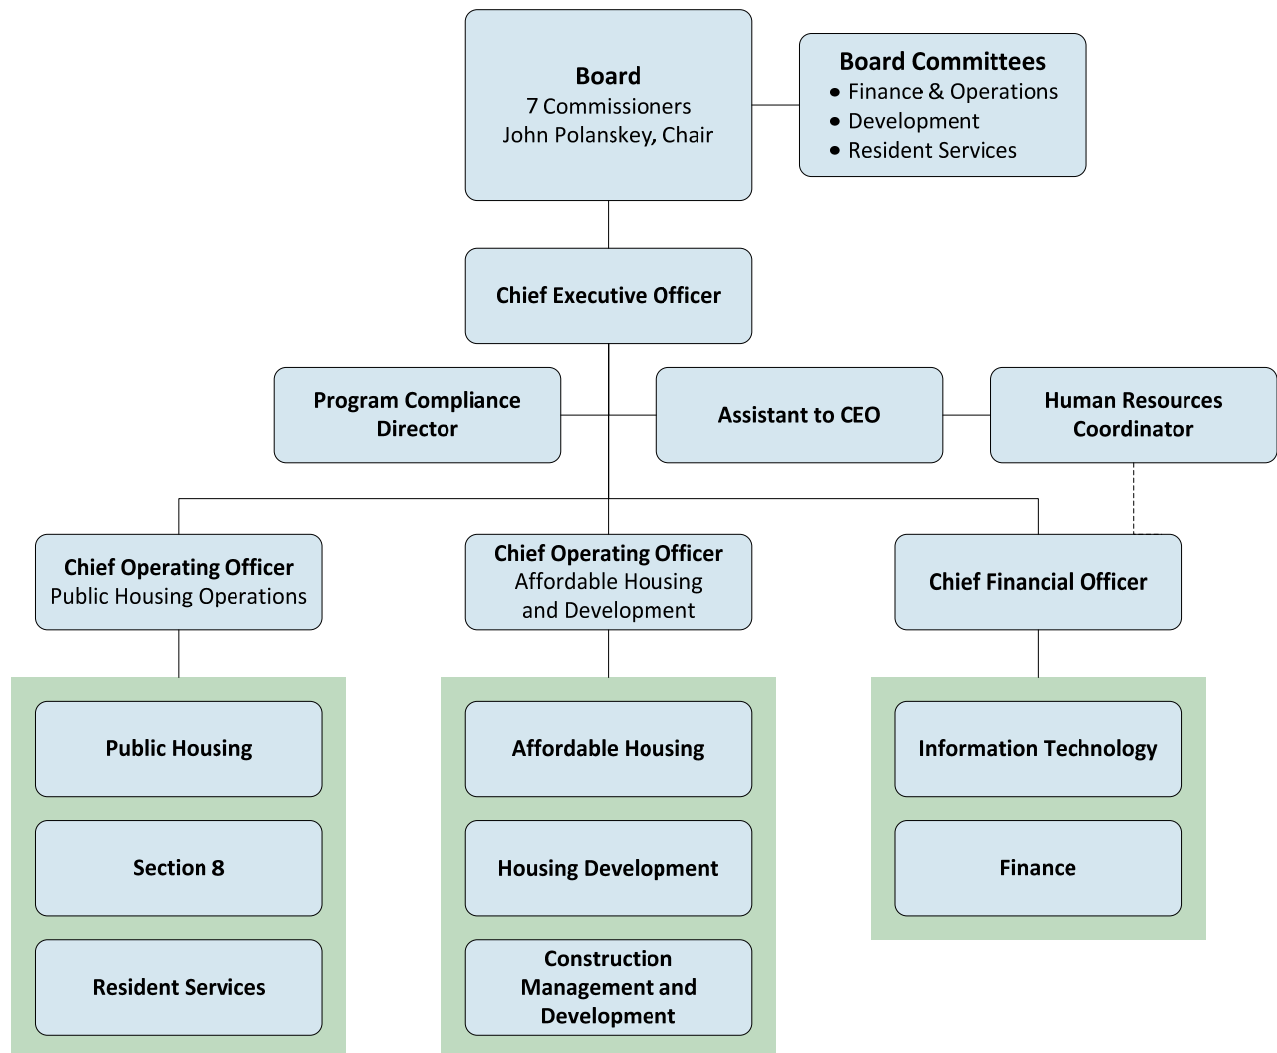 Board
7 Commissioners
John Polanskey, Chair
Board Committees
• Finance & Operations
• Development
• Resident Services
Chief Executive Officer
Program Compliance
Director
Assistant to CEO
Human Resources
Coordinator
Chief Operating Officer
Public Housing Operations
Chief Operating Officer
Affordable Housing
and Development
Chief Financial Officer
Public Housing
Section 8
Resident Services
Affordable Housing
Housing Development
Construction
Management and
Development
Information Technology
Finance